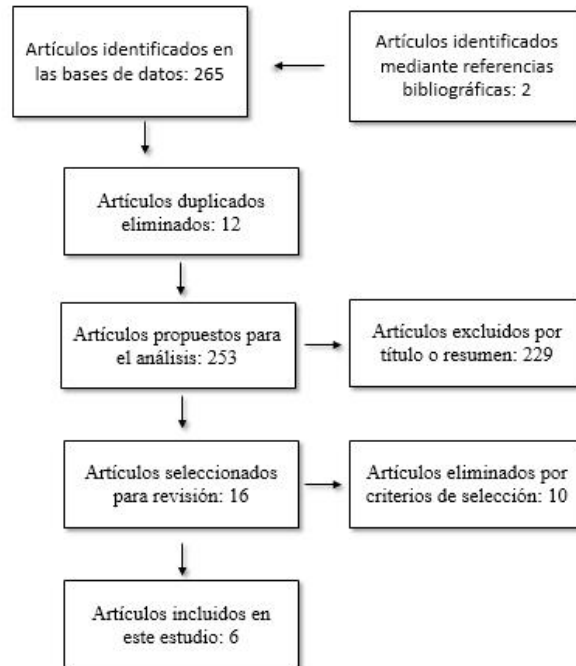 Artículos identificados en
las bases de datos: 265
Artículos identificados
mediante referencias
bibliográficas: 2
Artículos duplicados
eliminados: 12
Artículos propuestos para
el análisis: 253
Artículos excluidos por
título o resumen: 229
Artículos seleccionados
para revisión: 16
Artículos eliminados por
criterios de selección: 10
Artículos incluidos en
este estudio: 6